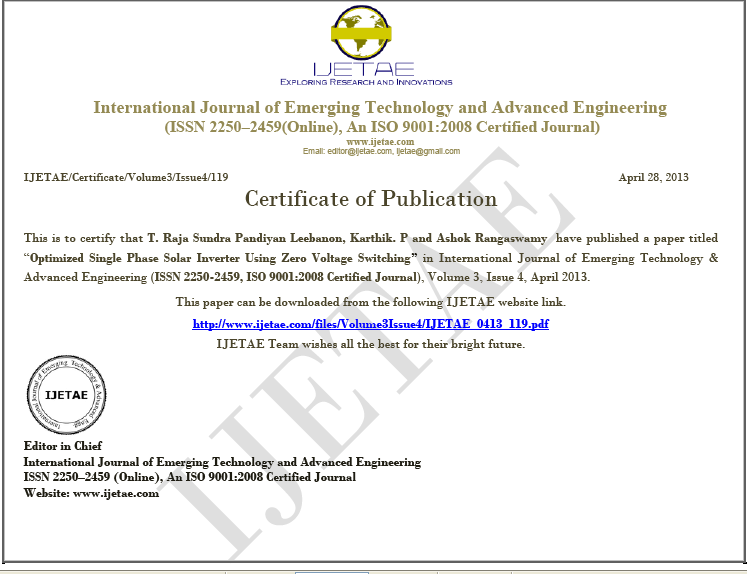 IJETAE
EXPLORING RESEARCH AND INNOVATIONS
International Journal of Emerging Technology and Advanced Engineering
(ISSN 2250–2459(Online), An ISO 9001:2008 Certified Journal)
www.ijetae.com
Email: editor@ijetae.com, ijetae@gmail.com
IJETAE/Certificate/Volume3/Issue4/119 April 28, 2013
Certificate of Publication
This is to certify that T. Raja Sundra Pandiyan Leebanon, Karthik. P and Ashok Rangaswamy have published a paper titled
“Optimized Single Phase Solar Inverter Using Zero Voltage Switching” in International Journal of Emerging Technology &
Advanced Engineering (ISSN 2250-2459, ISO 9001:2008 Certified Journal), Volume 3, Issue 4, April 2013.
This paper can be downloaded from the following IJETAE website link.
http://www.ijetae.com/files/Volume3Issue4/IJETAE_0413_119.pdf
IJETAE Team wishes all the best for their bright future.
International Journal of Emerging Technology & Advanced Engg.
IJETAE
Editor in Chief
International Journal of Emerging Technology and Advanced Engineering
ISSN 2250–2459 (Online), An ISO 9001:2008 Certified Journal
Website: www.ijetae.com
IJETAE